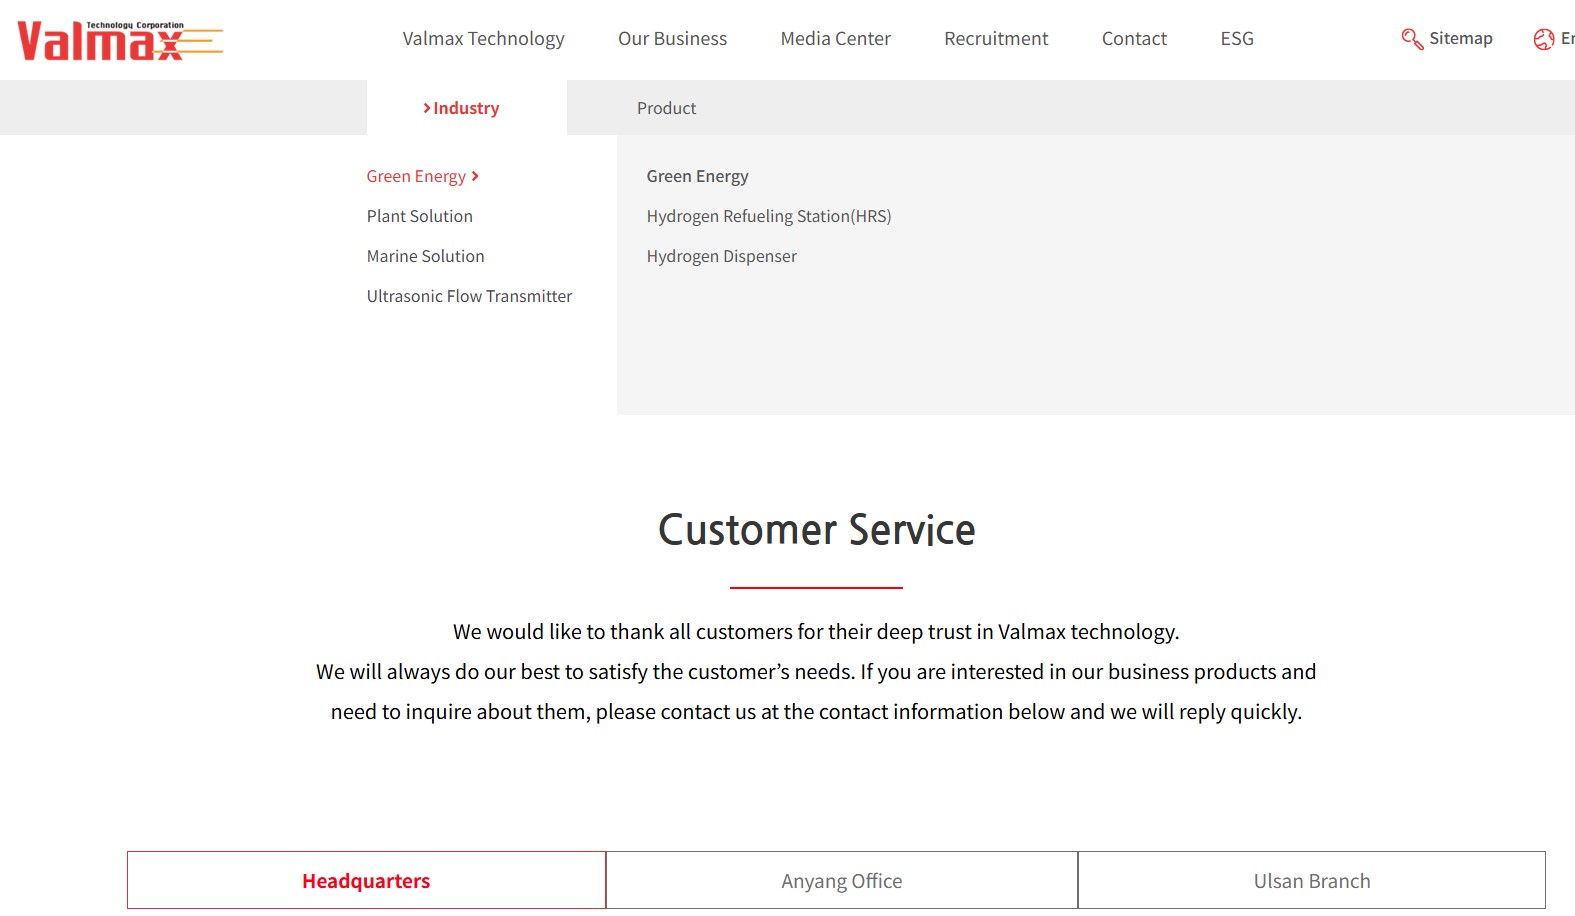 Technology Corporation
Valmax
Valmax Technology Our Business Media Center Recruitment Contact ESG Sitemap
Industry Product
Green Energy
Plant Solution
Marine Solution
Ultrasonic Flow Transmitter
Green Energy
Hydrogen Refueling Station(HRS)
Hydrogen Dispenser
Customer Service
We would like to thank all customers for their deep trust in Valmax technology.
We will always do our best to satisfy the customer’s needs. If you are interested in our business products and
need to inquire about them, please contact us at the contact information below and we will reply quickly.
Headquarters Anyang Office Ulsan Branch